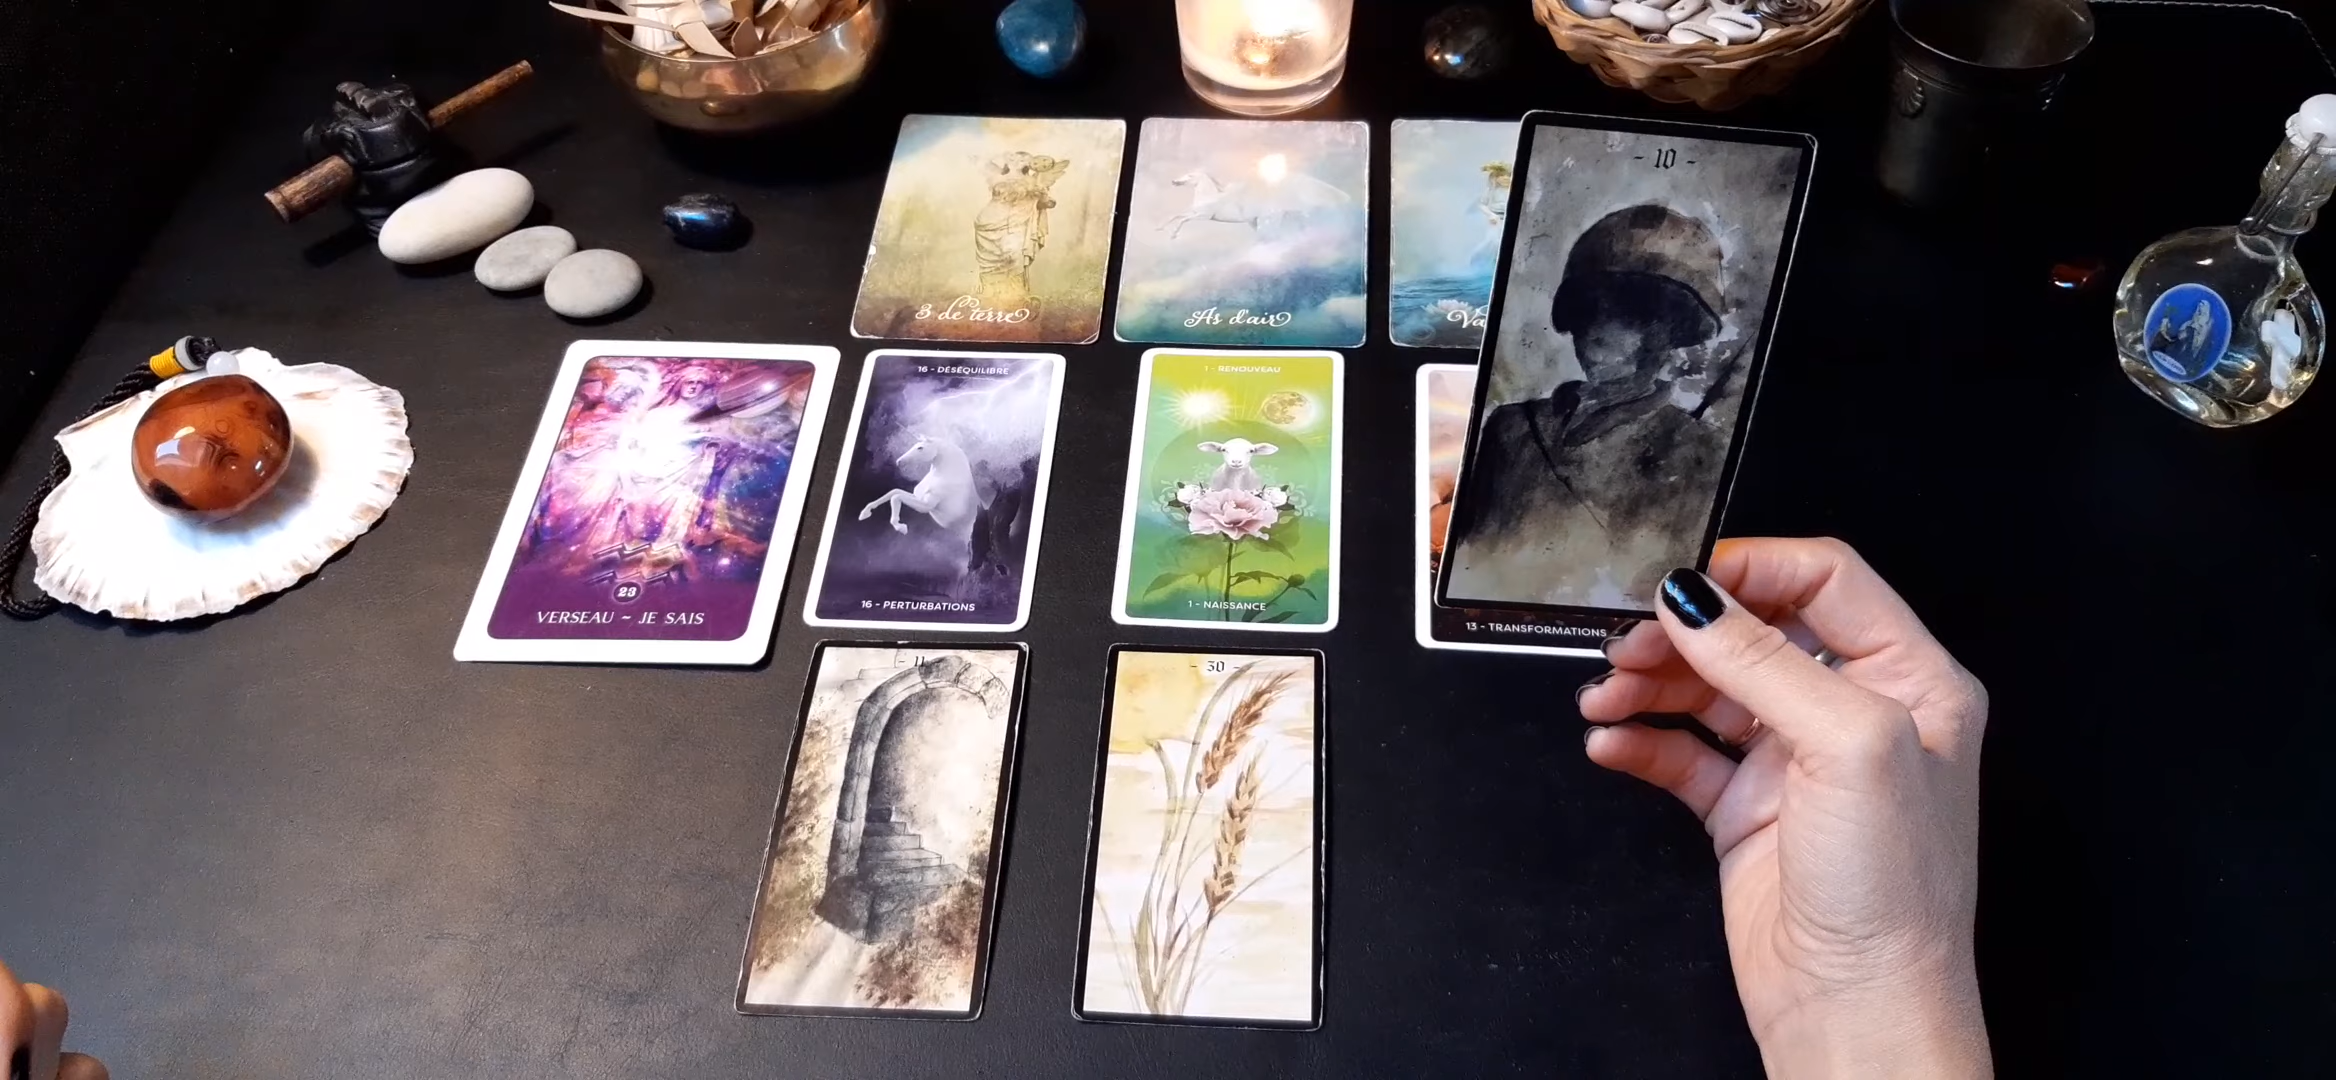 - 10 -
3 de terre
As d'air
Va
16 - DÉSÉQUILIBRE
1 - RENOUVEAU
23
VERSEAU ~ JE SAIS
16 - PERTURBATIONS
1 - NAISSANCE
13 - TRANSFORMATIONS
- 11
- 30 -